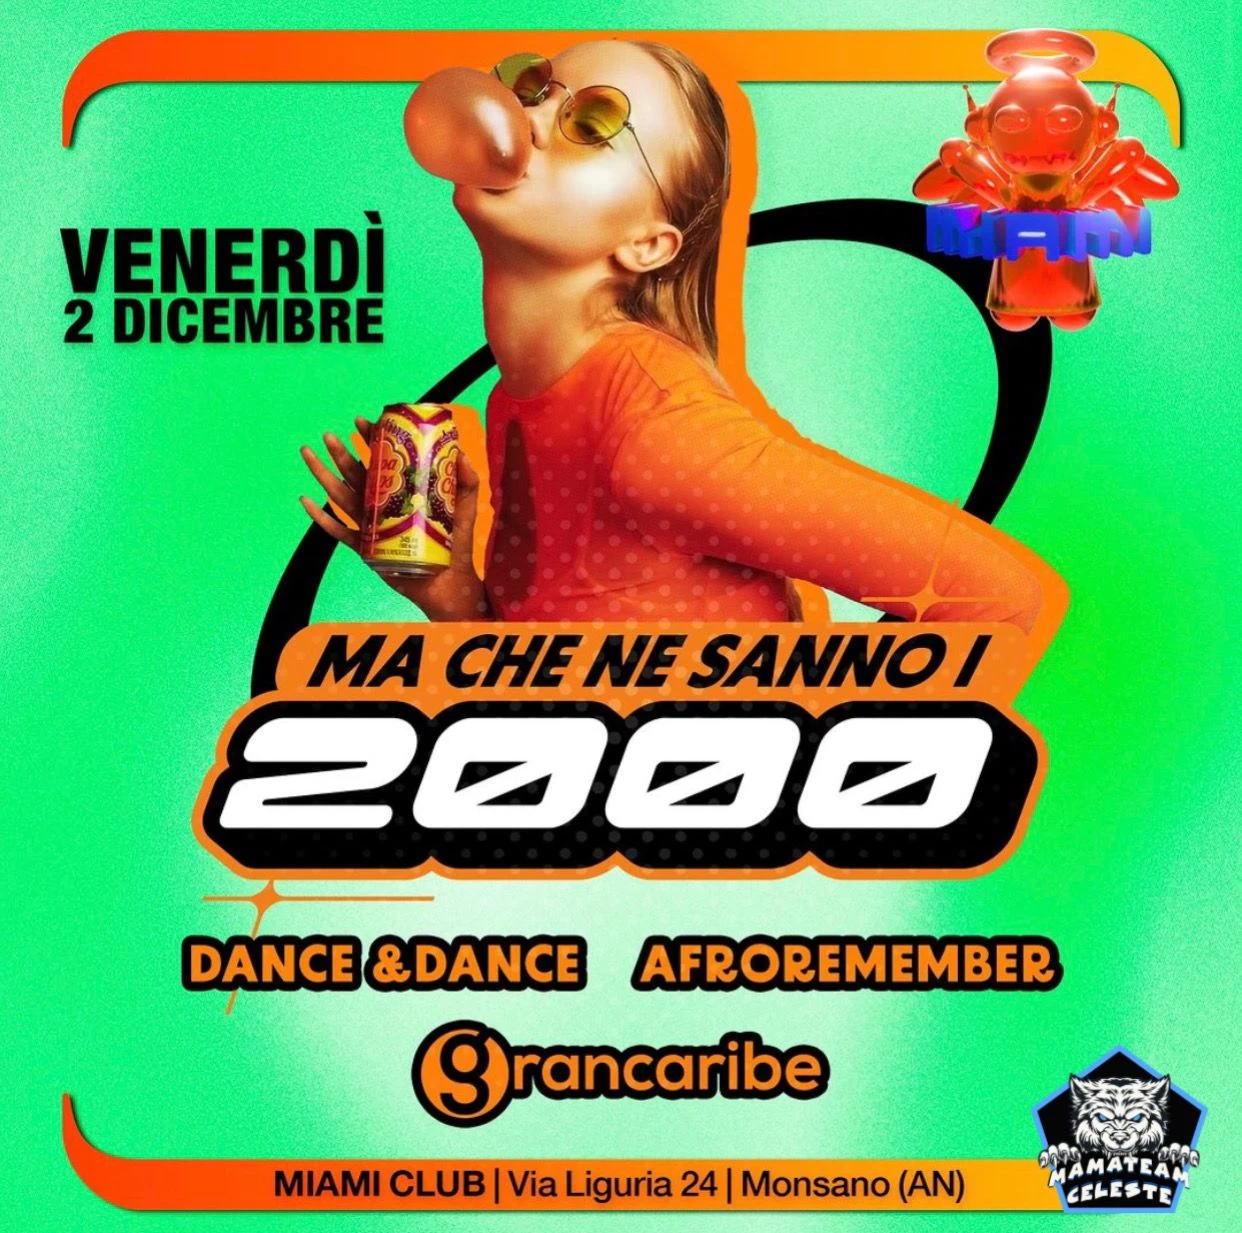 VENERDÌ
2 DICEMBRE
MIAMI
MA CHE NE SANNO I
2000
DANCE &DANCE AFROREMEMBER
grancaribe
MIAMI CLUB | Via Liguria 24 | Monsano (AN)
MAMATEAM
CELESTE